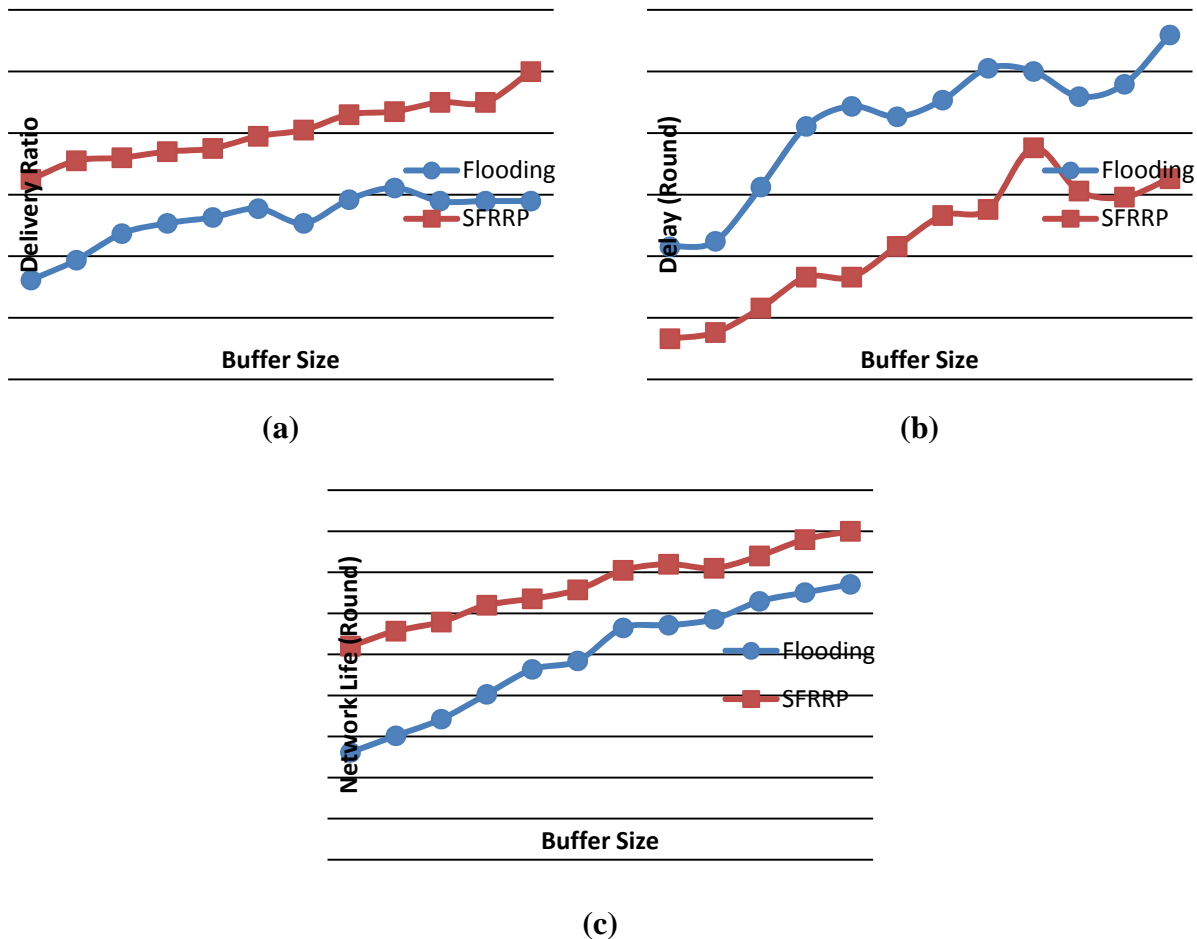 Delivery Ratio
Flooding
SFRRP
Buffer Size
(a)
Delay (Round)
Flooding
SFRRP
Buffer Size
(b)
Network Life (Round)
Flooding
SFRRP
Buffer Size
(c)